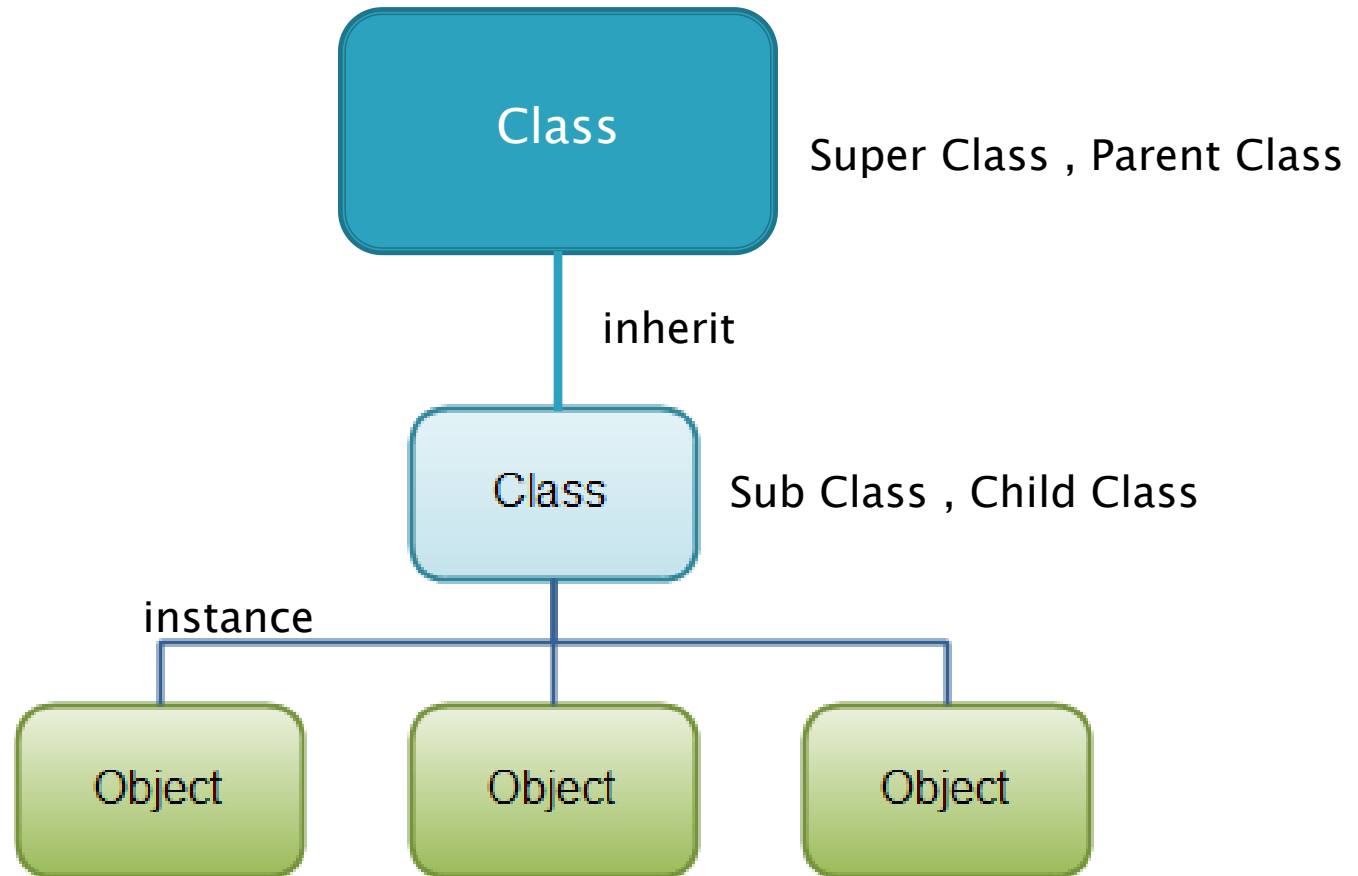 Class
Super Class , Parent Class
inherit
Class
Sub Class , Child Class
instance
Object
Object
Object